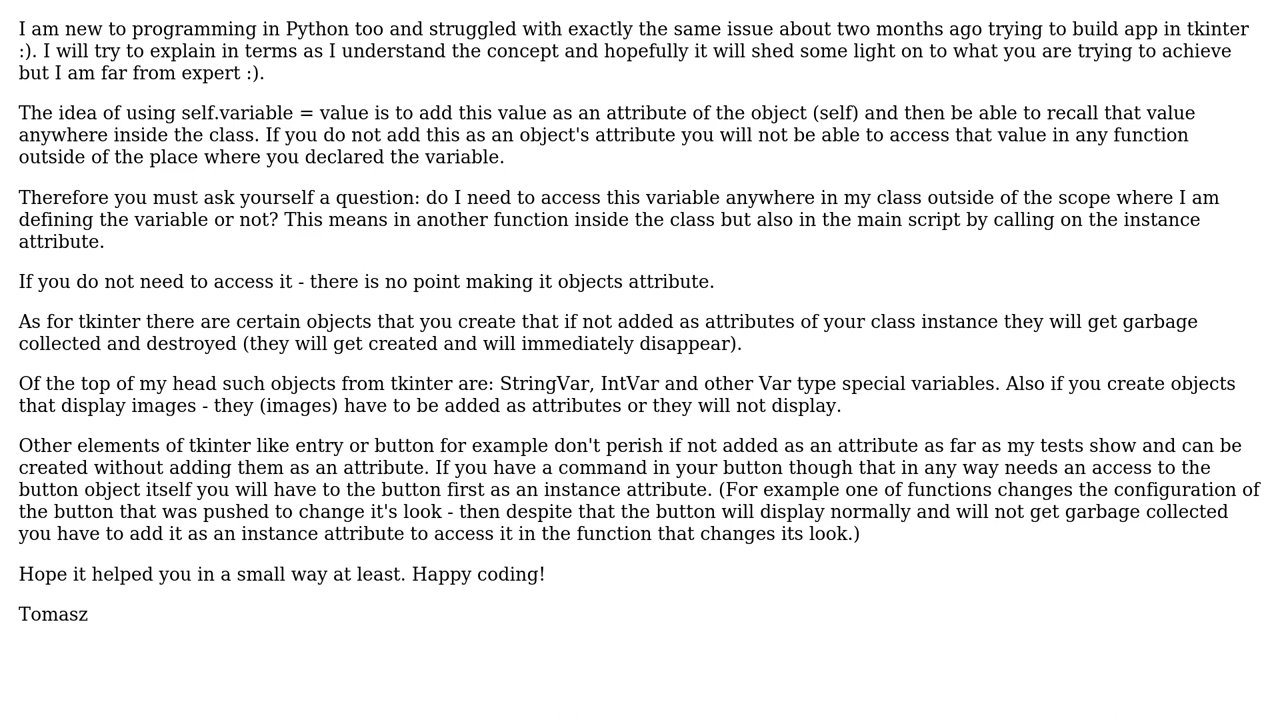 I am new to programming in Python too and struggled with exactly the same issue about two months ago trying to build app in tkinter
:). I will try to explain in terms as I understand the concept and hopefully it will shed some light on to what you are trying to achieve
but I am far from expert :).
The idea of using self.variable = value is to add this value as an attribute of the object (self) and then be able to recall that value
anywhere inside the class. If you do not add this as an object's attribute you will not be able to access that value in any function
outside of the place where you declared the variable.
Therefore you must ask yourself a question: do I need to access this variable anywhere in my class outside of the scope where I am
defining the variable or not? This means in another function inside the class but also in the main script by calling on the instance
attribute.
If you do not need to access it - there is no point making it objects attribute.
As for tkinter there are certain objects that you create that if not added as attributes of your class instance they will get garbage
collected and destroyed (they will get created and will immediately disappear).
Of the top of my head such objects from tkinter are: StringVar, IntVar and other Var type special variables. Also if you create objects
that display images - they (images) have to be added as attributes or they will not display.
Other elements of tkinter like entry or button for example don't perish if not added as an attribute as far as my tests show and can be
created without adding them as an attribute. If you have a command in your button though that in any way needs an access to the
button object itself you will have to the button first as an instance attribute. (For example one of functions changes the configuration of
the button that was pushed to change it's look - then despite that the button will display normally and will not get garbage collected
you have to add it as an instance attribute to access it in the function that changes its look.)
Hope it helped you in a small way at least. Happy coding!
Tomasz